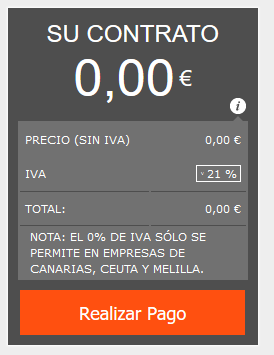 SU CONTRATO
0,00 €
i
PRECIO (SIN IVA) 0,00 €
IVA 21 %
TOTAL: 0,00 €
NOTA: EL 0% DE IVA SÓLO SE
PERMITE EN EMPRESAS DE
CANARIAS, CEUTA Y MELILLA.
Realizar Pago